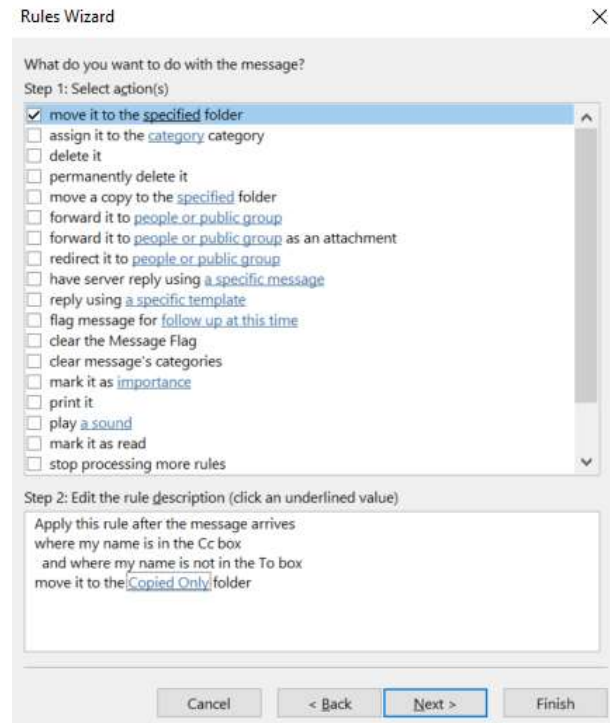 Rules Wizard
What do you want to do with the message?
Step 1: Select action(s)
move it to the specified folder
assign it to the category category
delete it
permanently delete it
move a copy to the specified folder
forward it to people or public group
forward it to people or public group as an attachment
redirect it to people or public group
have server reply using a specific message
reply using a specific template
flag message for follow up at this time
clear the Message Flag
clear message's categories
mark it as importance
print it
play a sound
mark it as read
stop processing more rules
Step 2: Edit the rule description (click an underlined value)
Apply this rule after the message arrives
where my name is in the Cc box
and where my name is not in the To box
move it to the Copied Only folder
Cancel < Back Next > Finish